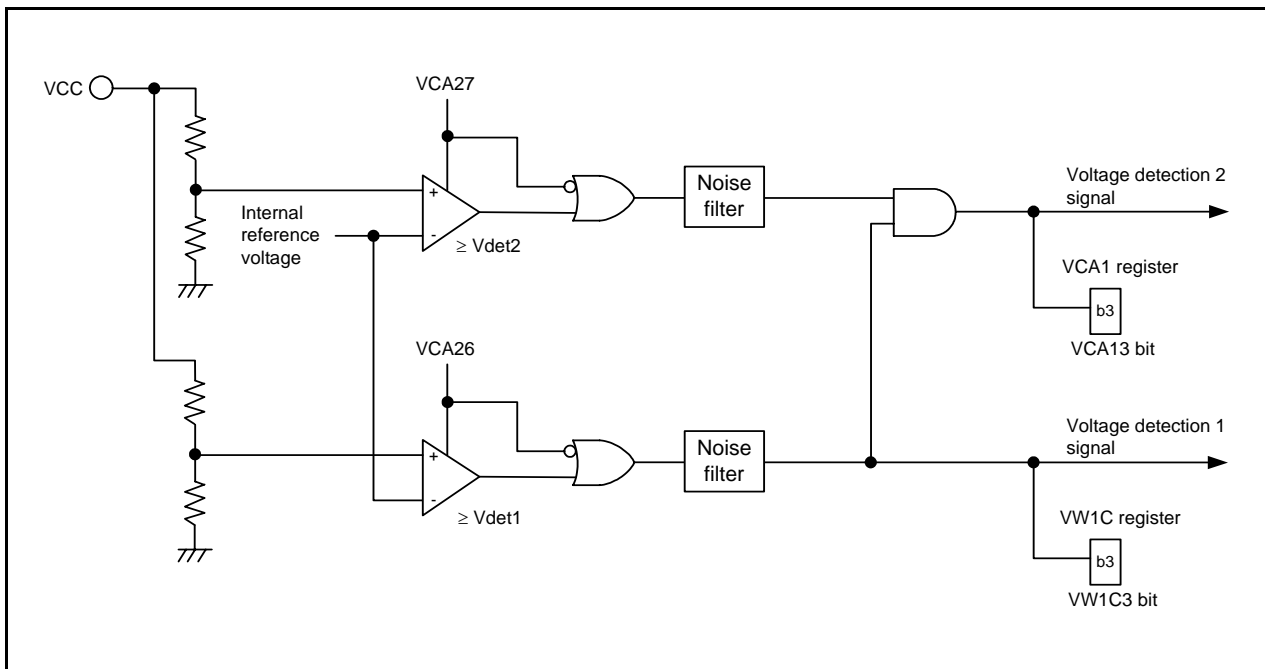 VCC
VCA27
+
-
Internal
reference
voltage
≥ Vdet2
Noise
filter
Voltage detection 2
signal
VCA1 register
b3
VCA13 bit
VCA26
+
-
≥ Vdet1
Noise
filter
Voltage detection 1
signal
VW1C register
b3
VW1C3 bit